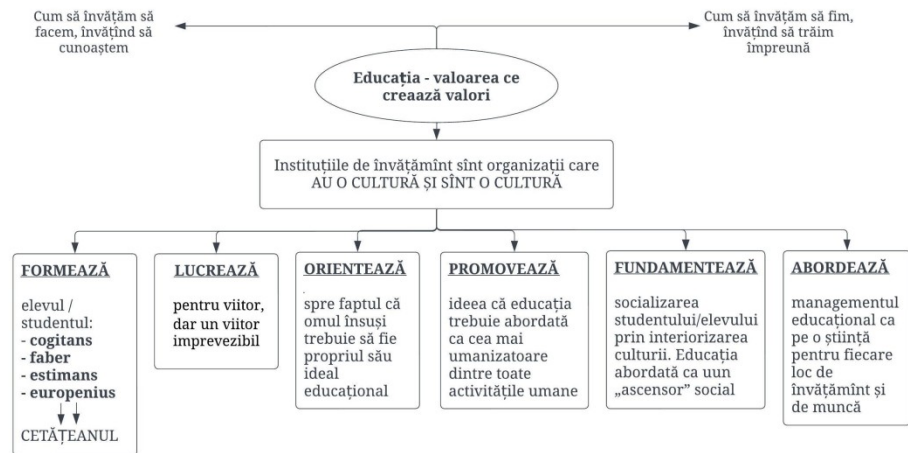 Cum să învățăm să
facem, învățînd să
cunoaștem
Cum să învățăm să fim,
învățînd să trăim
împreună
Educația - valoarea ce
creaază valori
Instituțiile de învățămînt sînt organizații care
AU O CULTURĂ ȘI SÎNT O CULTURĂ
FORMEAZĂ
elevul /
studentul:
- cogitans
- faber
- estimans
- europenius
CETĂȚEANUL
LUCREAZĂ
pentru viitor,
dar un viitor
imprevezibil
ORIENTEAZĂ
spre faptul că
omul însuși
trebuie să fie
propriul său
ideal
educațional
PROMOVEAZĂ
ideea că educația
trebuie abordată
ca cea mai
umanizatoare
dintre toate
activitățile umane
FUNDAMENTEAZĂ
socializarea
studentului/elevului
prin interiorizarea
culturii. Educația
abordată ca uun
„ascensor” social
ABORDEAZĂ
managementul
educațional ca
pe o știință
pentru fiecare
loc de
învățămînt și
de muncă